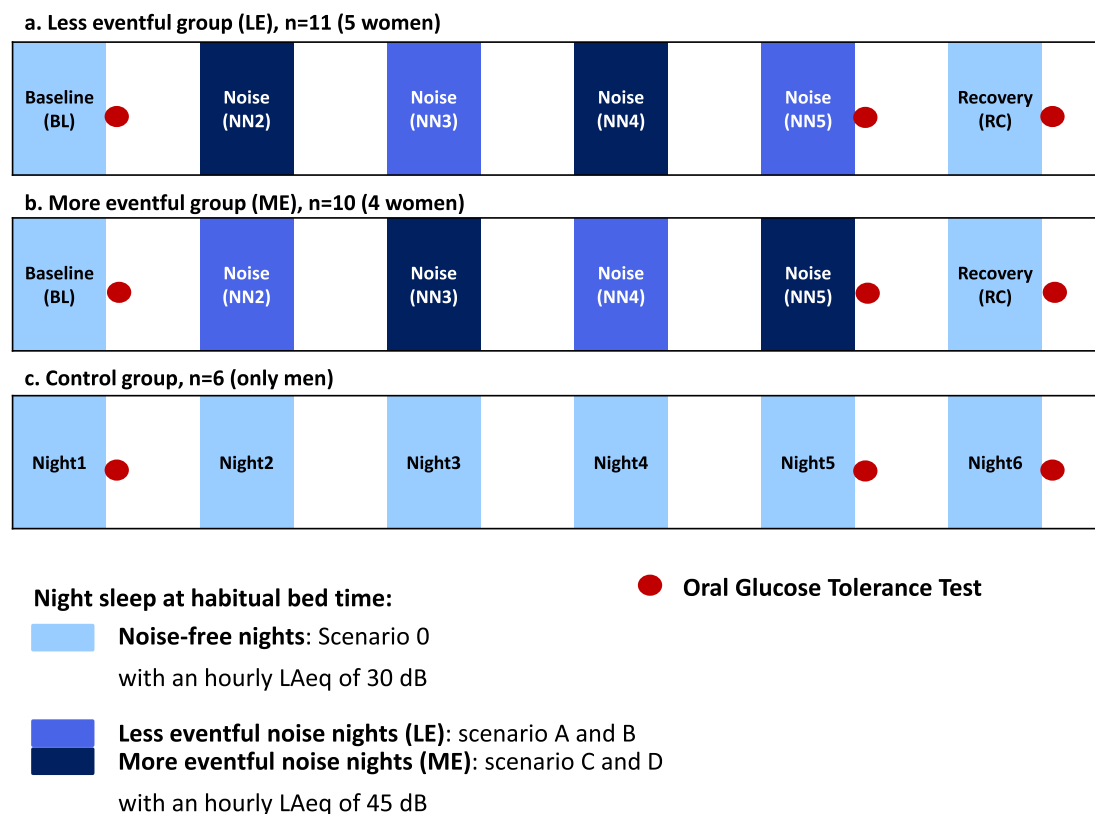 a. Less eventful group (LE), n=11 (5 women)
Baseline
(BL)
Noise
(NN2)
Noise
(NN3)
Noise
(NN4)
Noise
(NN5)
Recovery
(RC)
b. More eventful group (ME), n=10 (4 women)
Baseline
(BL)
Noise
(NN2)
Noise
(NN3)
Noise
(NN4)
Noise
(NN5)
Recovery
(RC)
c. Control group, n=6 (only men)
Night1
Night2
Night3
Night4
Night5
Night6
Oral Glucose Tolerance Test
Night sleep at habitual bed time:
Noise-free nights: Scenario 0
with an hourly LAeq of 30 dB
Less eventful noise nights (LE): scenario A and B
More eventful noise nights (ME): scenario C and D
with an hourly LAeq of 45 dB